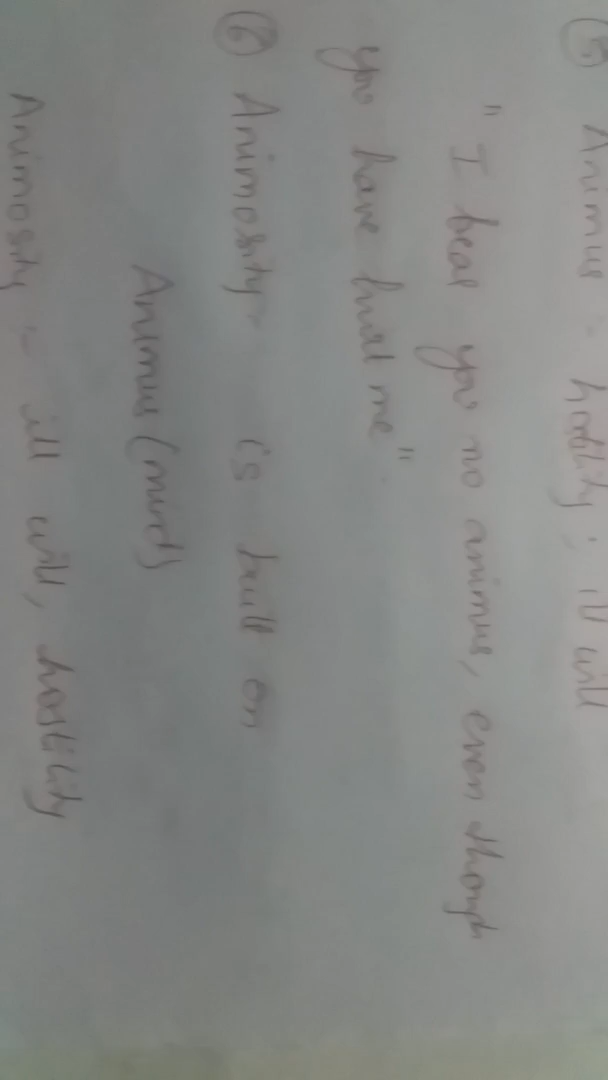 (5) Animus - hostility; ill will
"I bear you no animus, even though
you have hurt me"
(6) Animosity - is built on
Animus (mind)
Animosity - ill will, hostility